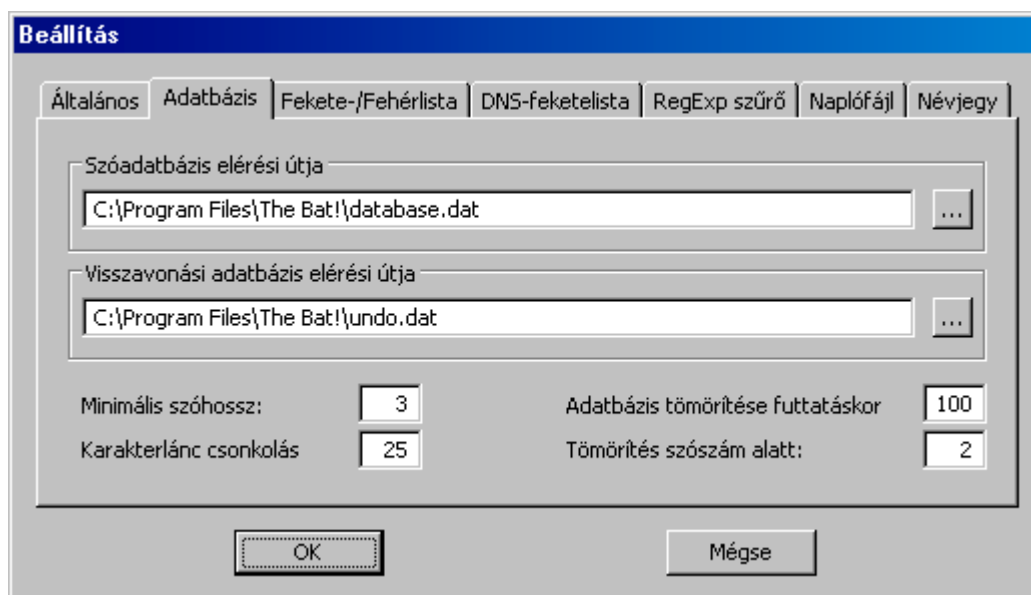 Beállítás
Általános Adatbázis Fekete-/Fehérlista DNS-feketelista RegExp szűrő Naplófájl Névjegy
Szóadatbázis elérési útja
C:\Program Files\The Bat!\database.dat ...
Visszavonási adatbázis elérési útja
C:\Program Files\The Bat!\undo.dat ...
Minimális szóhossz: 3 Adatbázis tömörítése futtatáskor 100
Karakterlánc csonkolás 25 Tömörítés szószám alatt: 2
OK Mégse